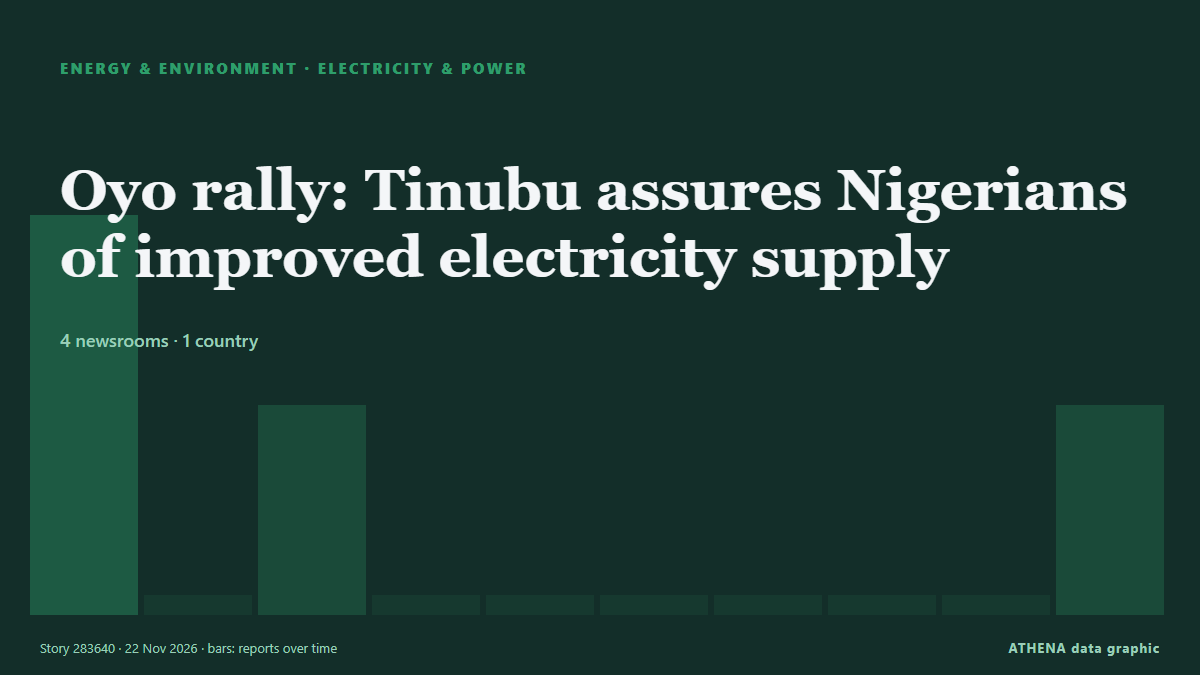 ENERGY & ENVIRONMENT · ELECTRICITY & POWER
Oyo rally: Tinubu assures Nigerians
of improved electricity supply
4 newsrooms · 1 country
Story 283640 · 22 Nov 2026 · bars: reports over time
ATHENA data graphic